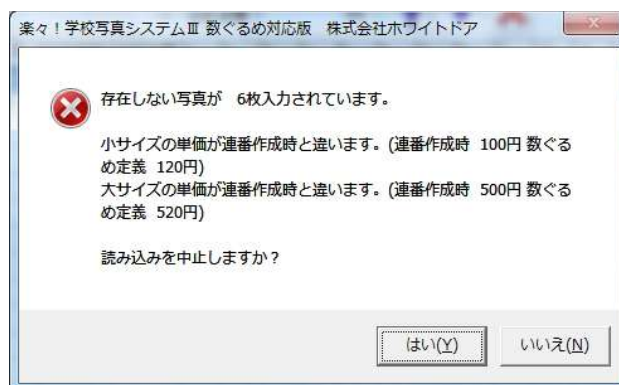 楽々！学校写真システムⅢ 数ぐるめ対応版　株式会社ホワイトドア
存在しない写真が　6枚入力されています。
小サイズの単価が連番作成時と違います。(連番作成時 100円 数ぐる
め定義 120円)
大サイズの単価が連番作成時と違います。(連番作成時 500円 数ぐる
め定義 520円)
読み込みを中止しますか？
はい(Y)
いいえ(N)